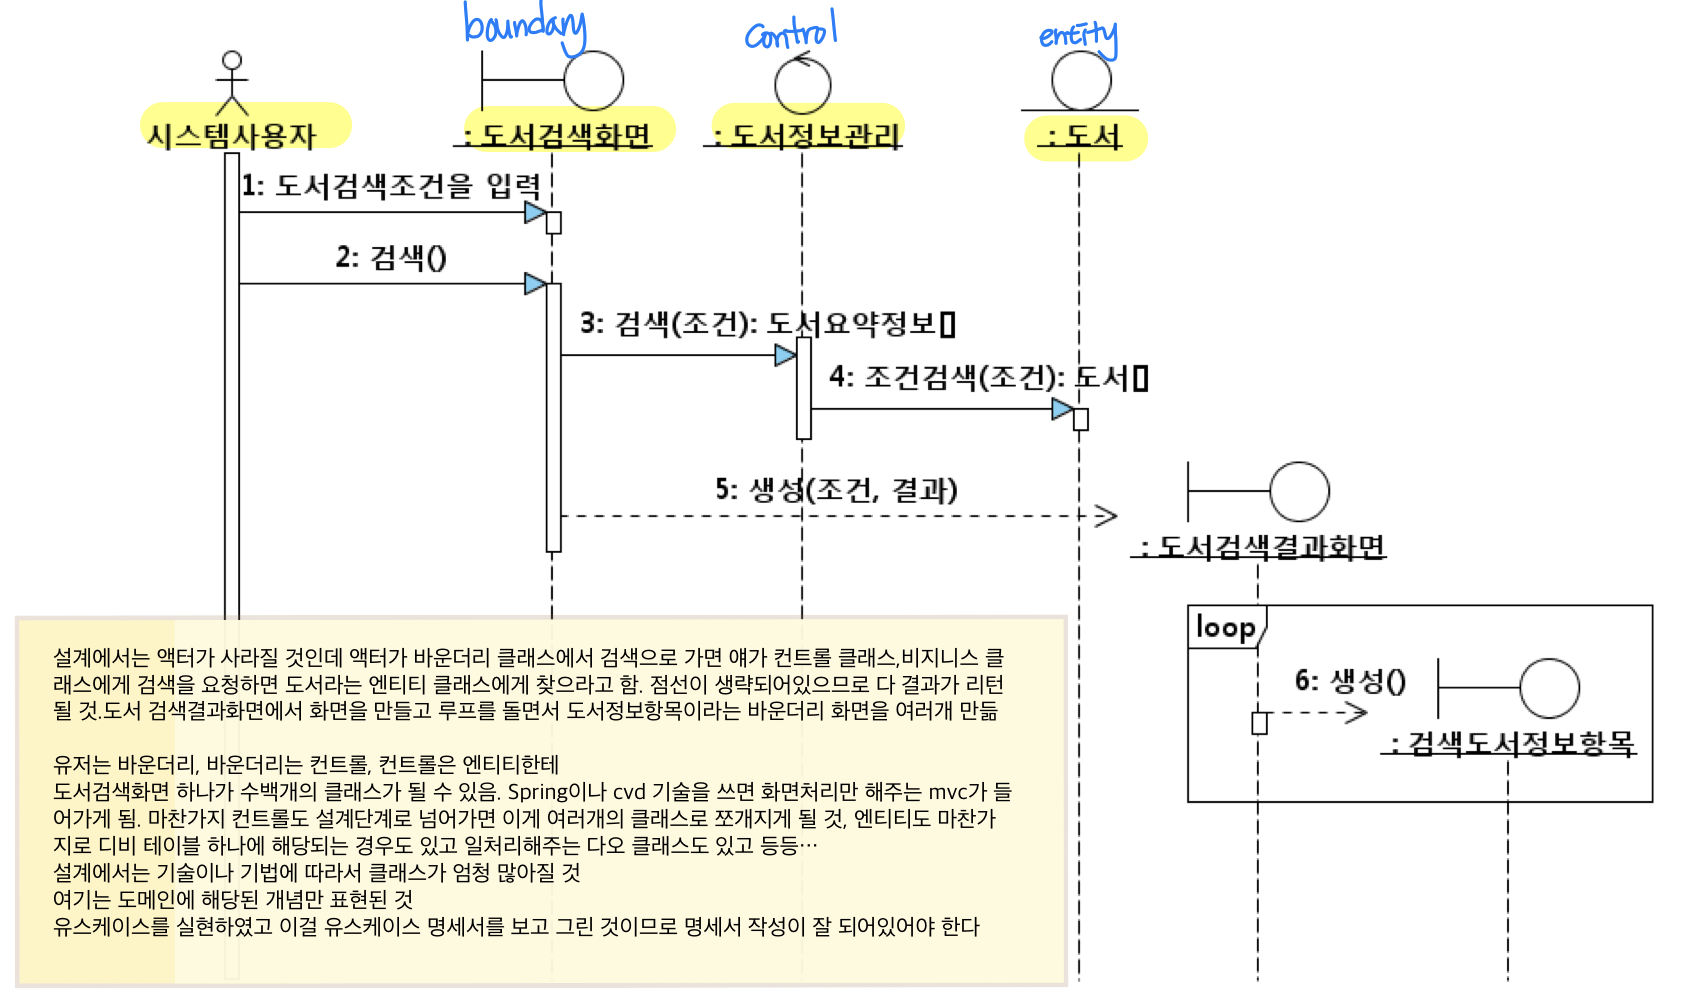 boundary
control
entity
시스템사용자
: 도서검색화면
: 도서정보관리
: 도서
1: 도서검색조건을 입력
2: 검색()
3: 검색(조건): 도서요약정보[]
4: 조건검색(조건): 도서[]
5: 생성(조건, 결과)
: 도서검색결과화면
loop
6: 생성()
: 검색도서정보항목
설계에서는 액터가 사라질 것인데 액터가 바운더리 클래스에서 검색으로 가면 얘가 컨트롤 클래스,비지니스 클
래스에게 검색을 요청하면 도서라는 엔티티 클래스에게 찾으라고 함. 점선이 생략되어있으므로 다 결과가 리턴
될 것.도서 검색결과화면에서 화면을 만들고 루프를 돌면서 도서정보항목이라는 바운더리 화면을 여러개 만듦
유저는 바운더리, 바운더리는 컨트롤, 컨트롤은 엔티티한테
도서검색화면 하나가 수백개의 클래스가 될 수 있음. Spring이나 cvd 기술을 쓰면 화면처리만 해주는 mvc가 들
어가게 됨. 마찬가지 컨트롤도 설계단계로 넘어가면 이게 여러개의 클래스로 쪼개지게 될 것, 엔티티도 마찬가
지로 디비 테이블 하나에 해당되는 경우도 있고 일처리해주는 다오 클래스도 있고 등등…
설계에서는 기술이나 기법에 따라서 클래스가 엄청 많아질 것
여기는 도메인에 해당된 개념만 표현된 것
유스케이스를 실현하였고 이걸 유스케이스 명세서를 보고 그린 것이므로 명세서 작성이 잘 되어있어야 한다